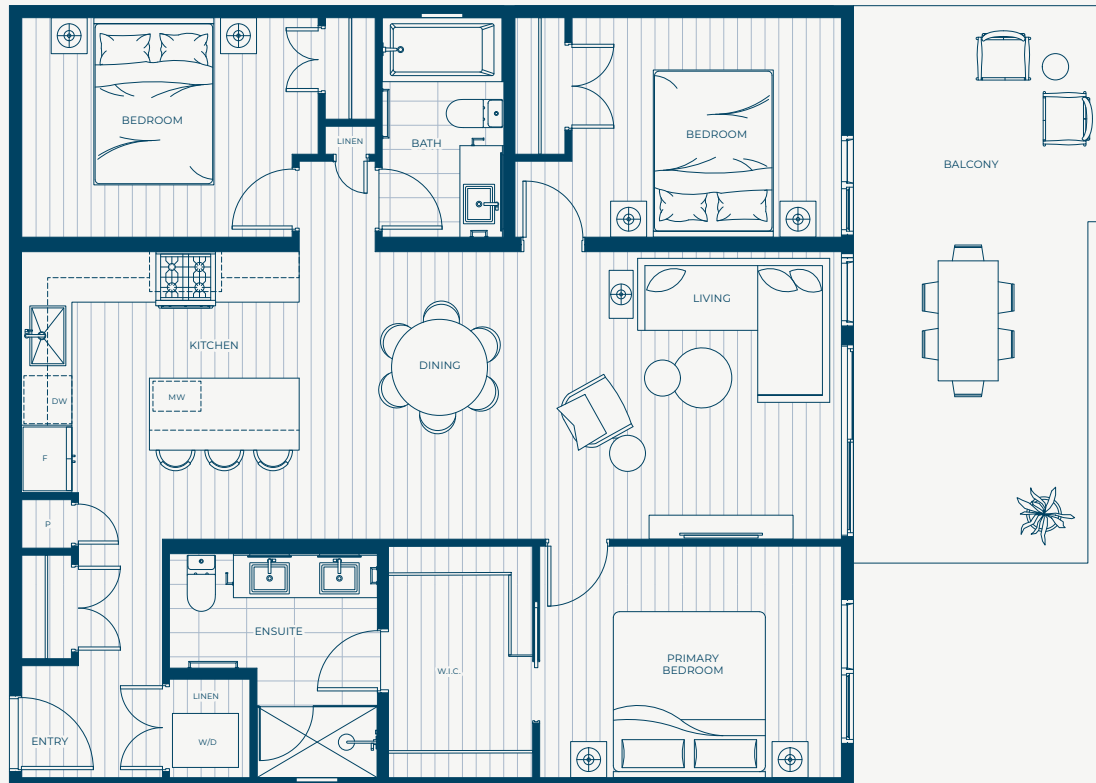 BEDROOM
LINEN
BATH
BEDROOM
BALCONY
LIVING
KITCHEN
DINING
DW
MW
F
P
ENSUITE
W.I.C.
PRIMARY
BEDROOM
LINEN
ENTRY
W/D